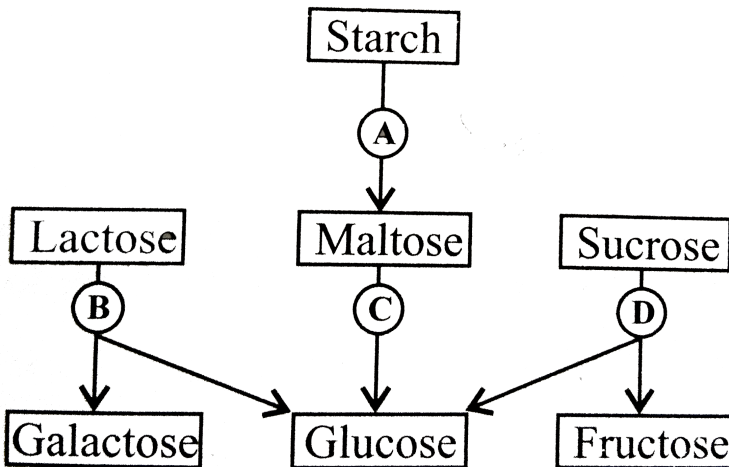 Starch
A
Lactose
Maltose
Sucrose
B
C
D
Galactose
Glucose
Fructose